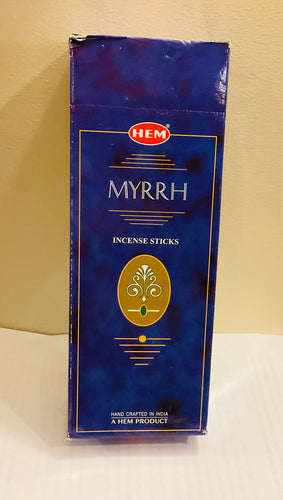 HEM®
MYRRH
INCENSE STICKS
HAND CRAFTED IN INDIA
A HEM PRODUCT